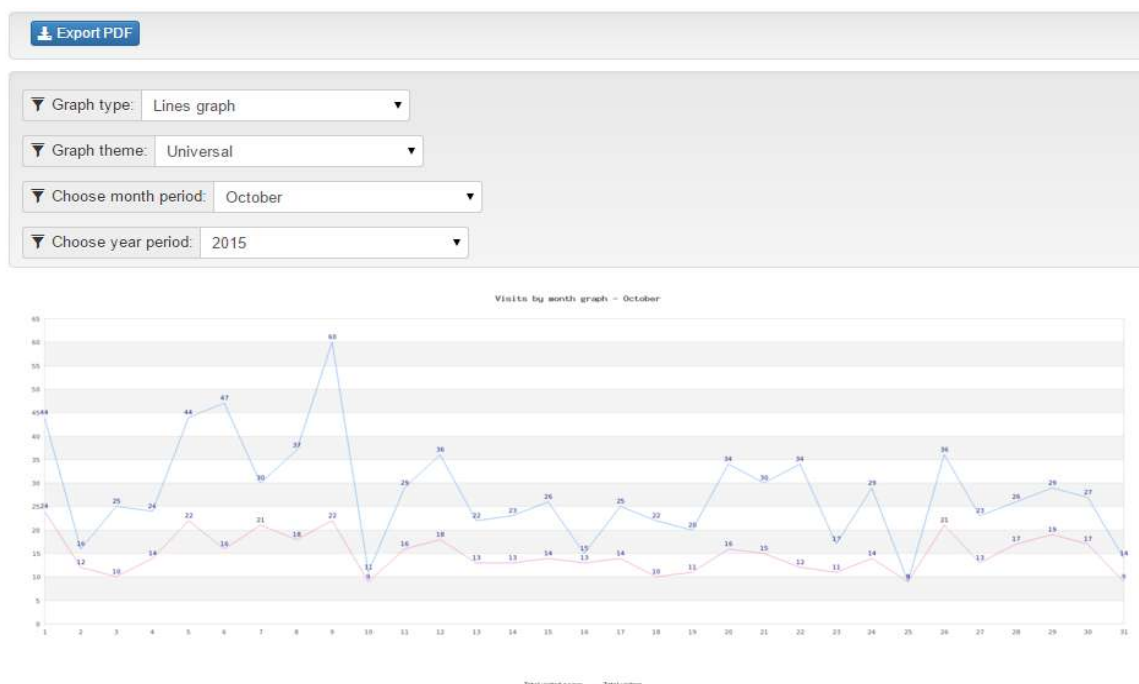 Export PDF
Graph type: Lines graph
Graph theme: Universal
Choose month period: October
Choose year period: 2015
Visits by month graph - October
65
60
55
50
45
40
35
30
25
20
15
10
5
0
44 16 25 24 44 47 30 37 60 11 29 36 22 23 26 15 25 22 20 34 30 34 17 29 9 36 23 26 29 27 14
24 12 10 14 22 16 21 18 22 9 16 18 13 13 14 13 14 10 11 16 15 12 11 14 9 21 13 17 19 17 9
1 2 3 4 5 6 7 8 9 10 11 12 13 14 15 16 17 18 19 20 21 22 23 24 25 26 27 28 29 30 31